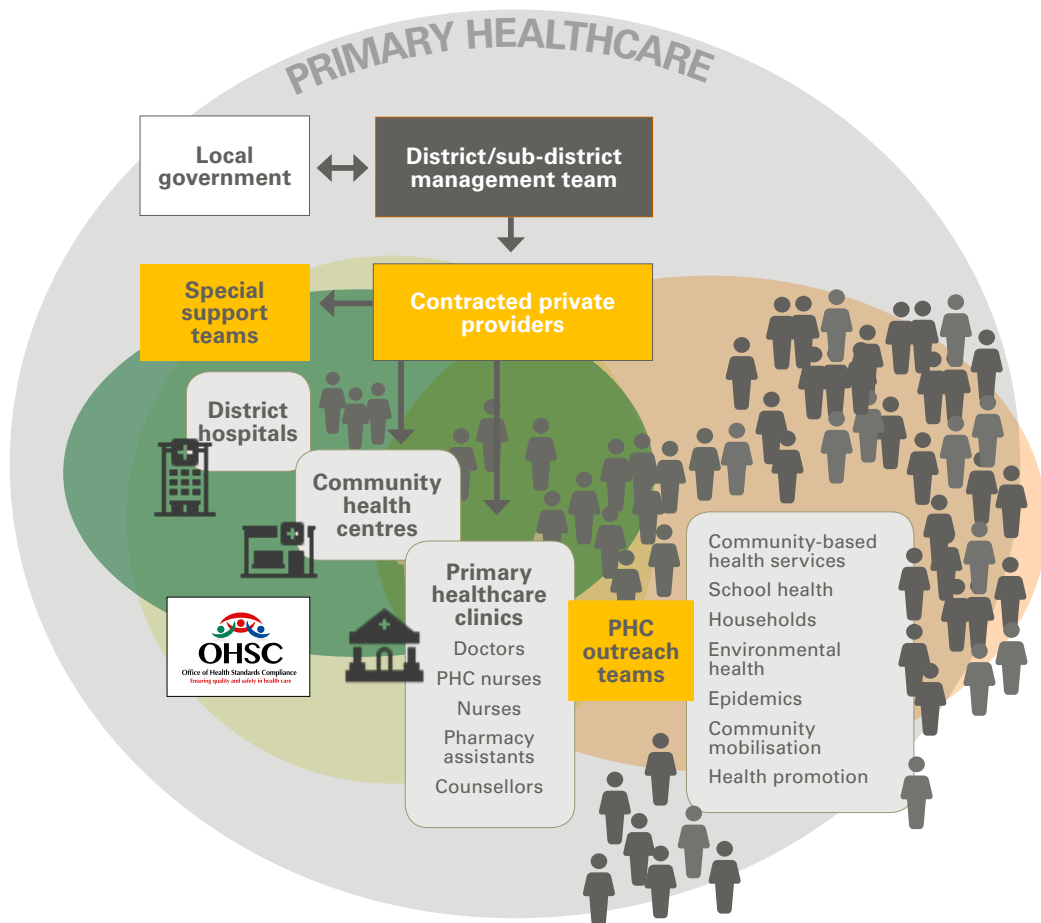 PRIMARY HEALTHCARE
Local
government
District/sub-district
management team
Special
support
teams
Contracted private
providers
District
hospitals
Community
health
centres
Primary
healthcare
clinics
Doctors
PHC nurses
Nurses
Pharmacy
assistants
Counsellors
OHSC
Office of Health Standards Compliance
Ensuring quality and safety in health care
PHC
outreach
teams
Community-based
health services
School health
Households
Environmental
health
Epidemics
Community
mobilisation
Health promotion